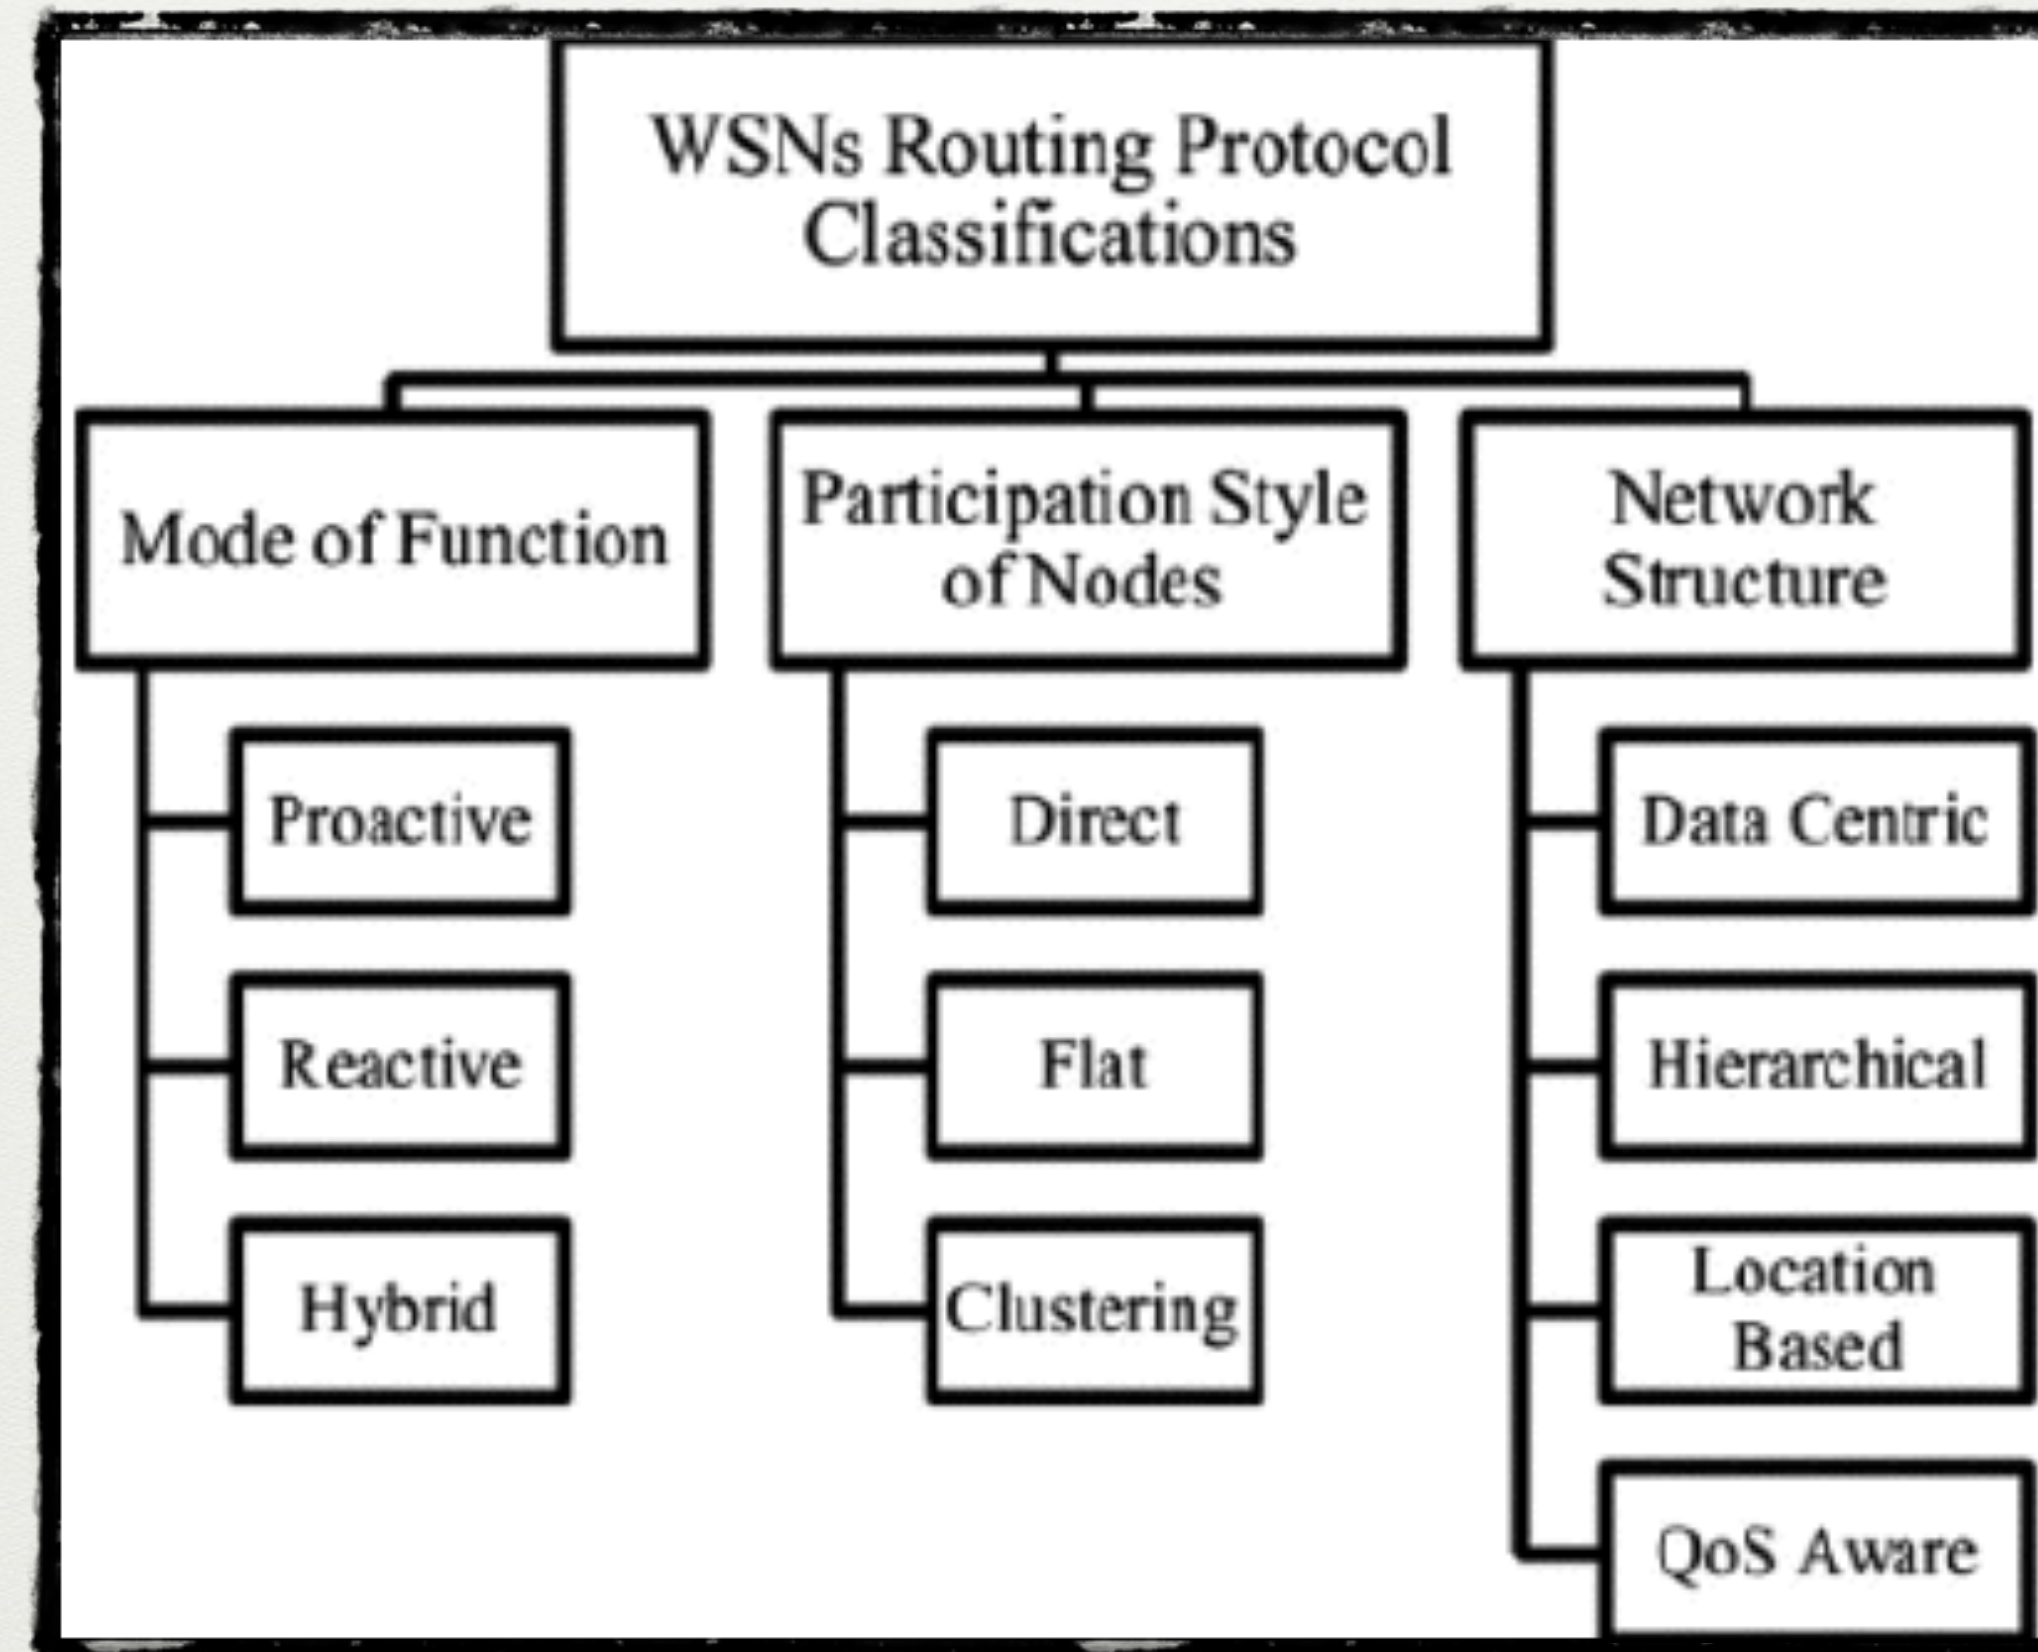 WSNs Routing Protocol
Classifications
Mode of Function
Participation Style
of Nodes
Network
Structure
Proactive
Reactive
Hybrid
Direct
Flat
Clustering
Data Centric
Hierarchical
Location
Based
QoS Aware